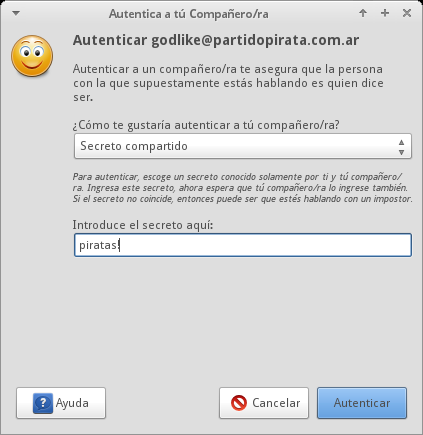 Autentica a tú Compañero/ra
Autenticar godlike@partidopirata.com.ar
Autenticar a un compañero/ra te asegura que la persona
con la que supuestamente estás hablando es quien dice
ser.
¿Cómo te gustaría autenticar a tú compañero/ra?
Secreto compartido
Para autenticar, escoge un secreto conocido solamente por ti y tú compañero/
ra. Ingresa este secreto, ahora espera que tú compañero/ra lo ingrese también.
Si el secreto no coincide, entonces puede ser que estés hablando con un impostor.
Introduce el secreto aquí:
piratas!
Ayuda
Cancelar
Autenticar